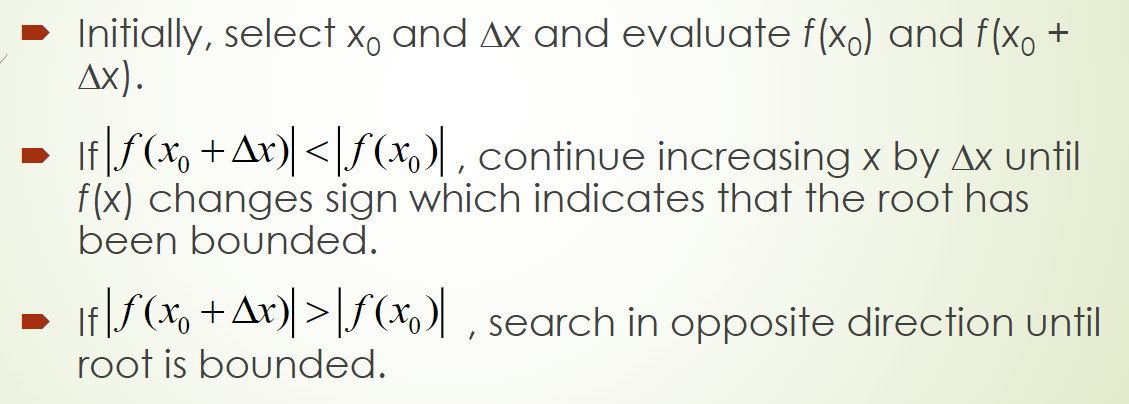 Initially, select x₀ and Δx and evaluate f(x₀) and f(x₀ +
Δx).
If |f(x₀ + Δx)| < |f(x₀)| , continue increasing x by Δx until
f(x) changes sign which indicates that the root has
been bounded.
If |f(x₀ + Δx)| > |f(x₀)| , search in opposite direction until
root is bounded.